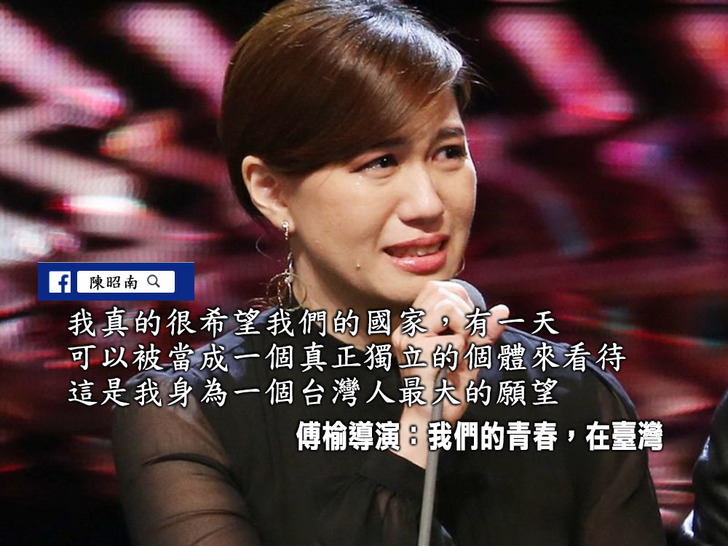 陳昭南
我真的很希望我們的國家，有一天
可以被當成一個真正獨立的個體來看待
這是我身為一個台灣人最大的願望
傅榆導演：我們的青春，在臺灣